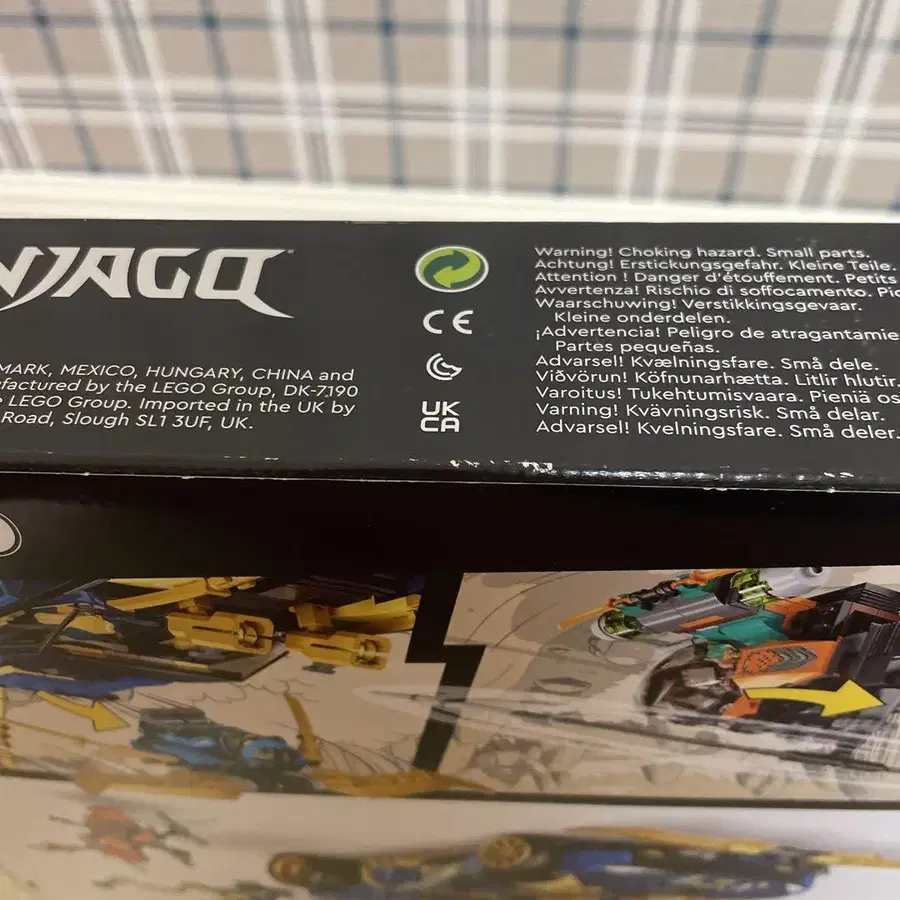 NJAGO
MARK, MEXICO, HUNGARY, CHINA and
factured by the LEGO Group, DK-7190
LEGO Group. Imported in the UK by
Road, Slough SL1 3UF, UK.
CE
UK
CA
Warning! Choking hazard. Small parts.
Achtung! Erstickungsgefahr. Kleine Teile.
Attention ! Danger d'étouffement. Petits
Avvertenza! Rischio di soffocamento. Pic
Waarschuwing! Verstikkingsgevaar.
Kleine onderdelen.
¡Advertencia! Peligro de atragantamie
Partes pequeñas.
Advarsel! Kvælningsfare. Små dele.
Viðvörun! Köfnunarhætta. Litlir hlutir.
Varoitus! Tukehtumisvaara. Pieniä os
Varning! Kvävningsrisk. Små delar.
Advarsel! Kvelningsfare. Små deler.